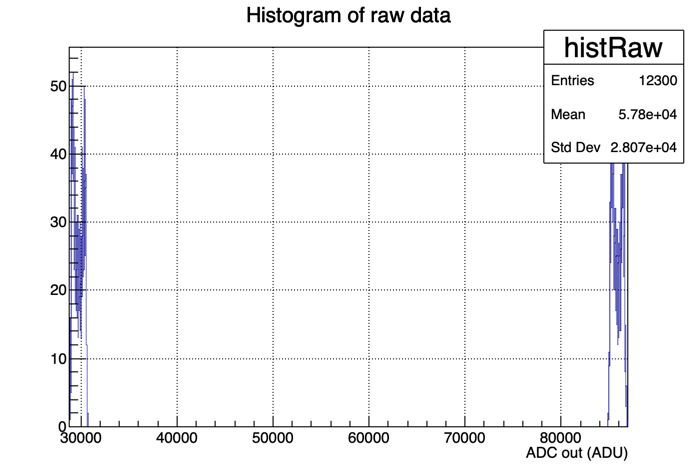 Histogram of raw data
histRaw
Entries 12300
Mean 5.78e+04
Std Dev 2.807e+04
50
40
30
20
10
0
30000 40000 50000 60000 70000 80000
ADC out (ADU)